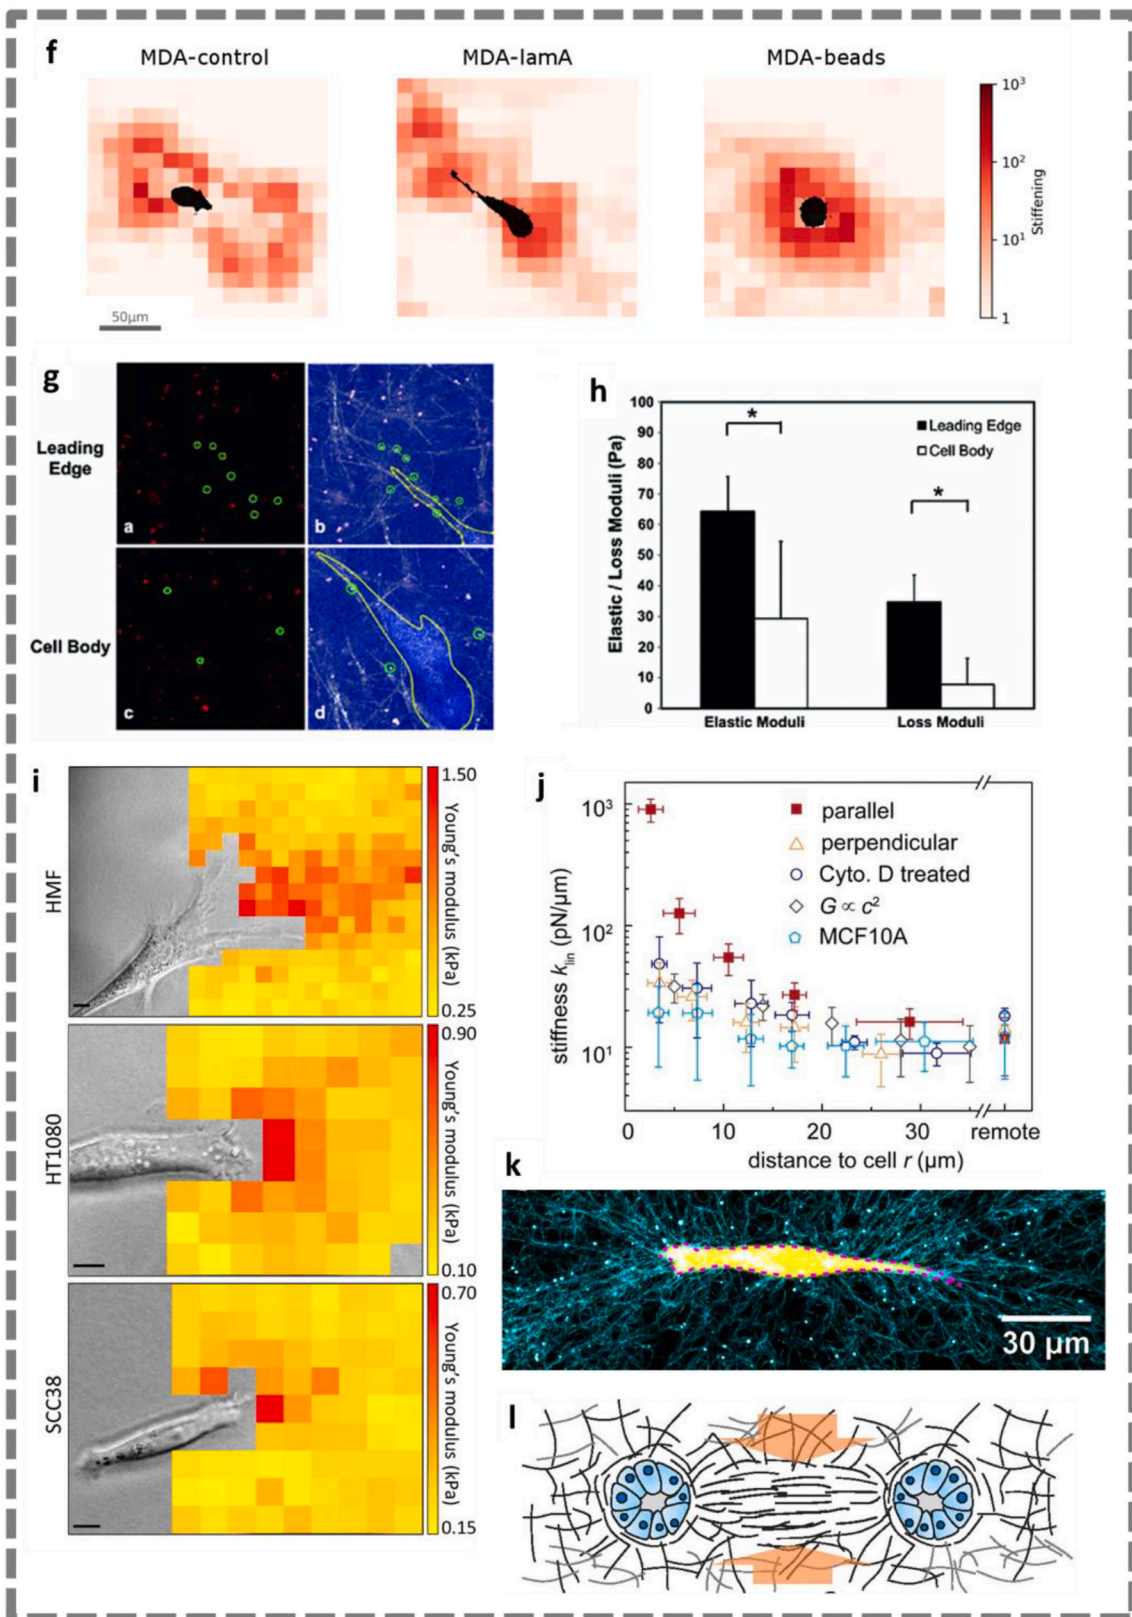 f
MDA-control
MDA-lamA
MDA-beads
10³
10²
10¹
1
Stiffening
50µm
g
Leading
Edge
a
b
Cell Body
c
d
h
100
90
80
70
60
50
40
30
20
10
0
Elastic / Loss Moduli (Pa)
*
*
Leading Edge
Cell Body
Elastic Moduli
Loss Moduli
i
HMF
1.50
Young's modulus (kPa)
0.25
HT1080
0.90
Young's modulus (kPa)
0.10
SCC38
0.70
Young's modulus (kPa)
0.15
j
10³
10²
10¹
stiffness k_lin (pN/µm)
parallel
perpendicular
Cyto. D treated
G ∝ c²
MCF10A
0
10
20
30
remote
distance to cell r (µm)
k
30 µm
l